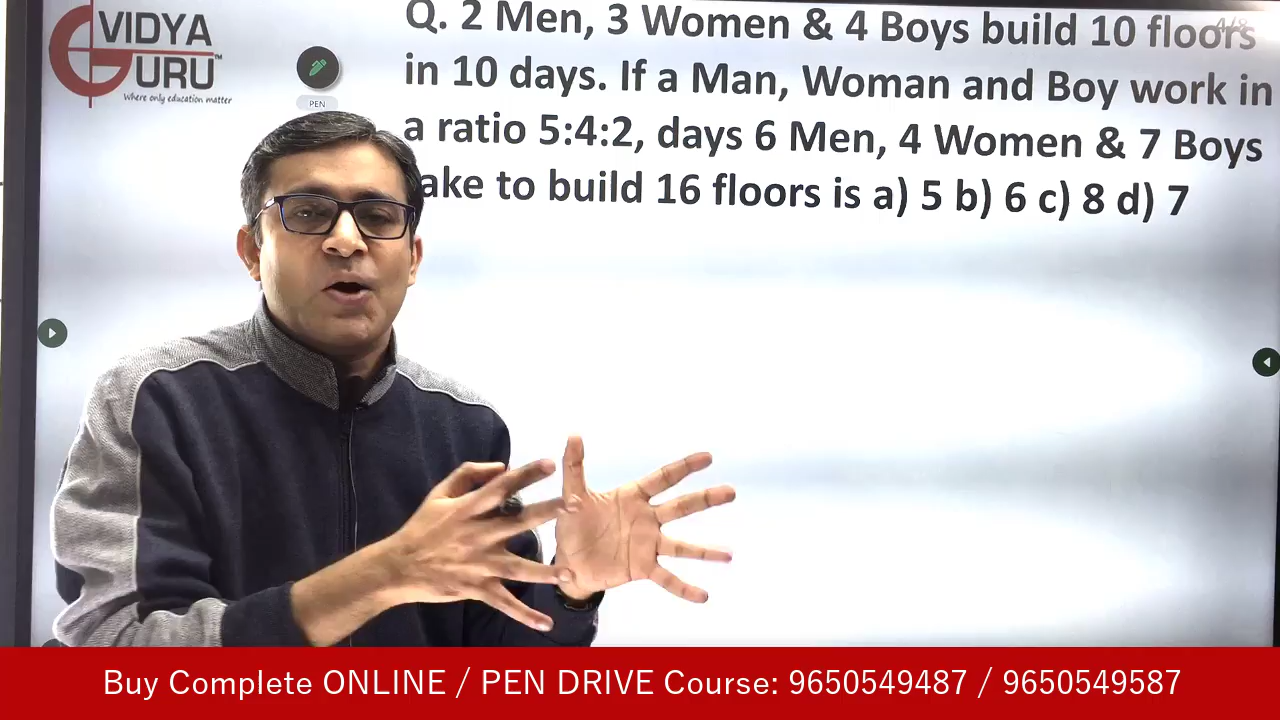 VIDYA
GURU
Where only education matter
PEN
Q. 2 Men, 3 Women & 4 Boys build 10 floors
in 10 days. If a Man, Woman and Boy work in
a ratio 5:4:2, days 6 Men, 4 Women & 7 Boys
ake to build 16 floors is a) 5 b) 6 c) 8 d) 7
Buy Complete ONLINE / PEN DRIVE Course: 9650549487 / 9650549587